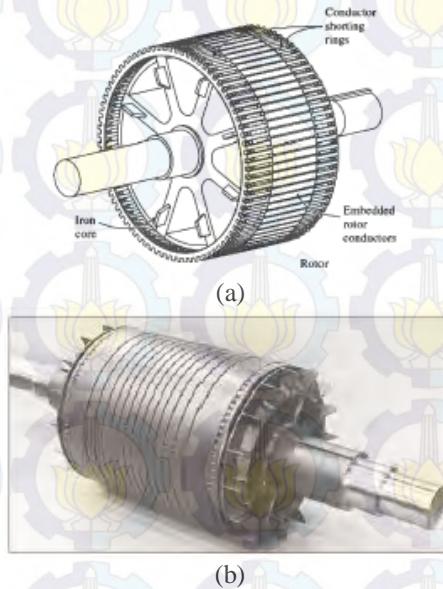 Conductor
shorting
rings
Iron
core
Embedded
rotor
conductors
Rotor
(a)
(b)